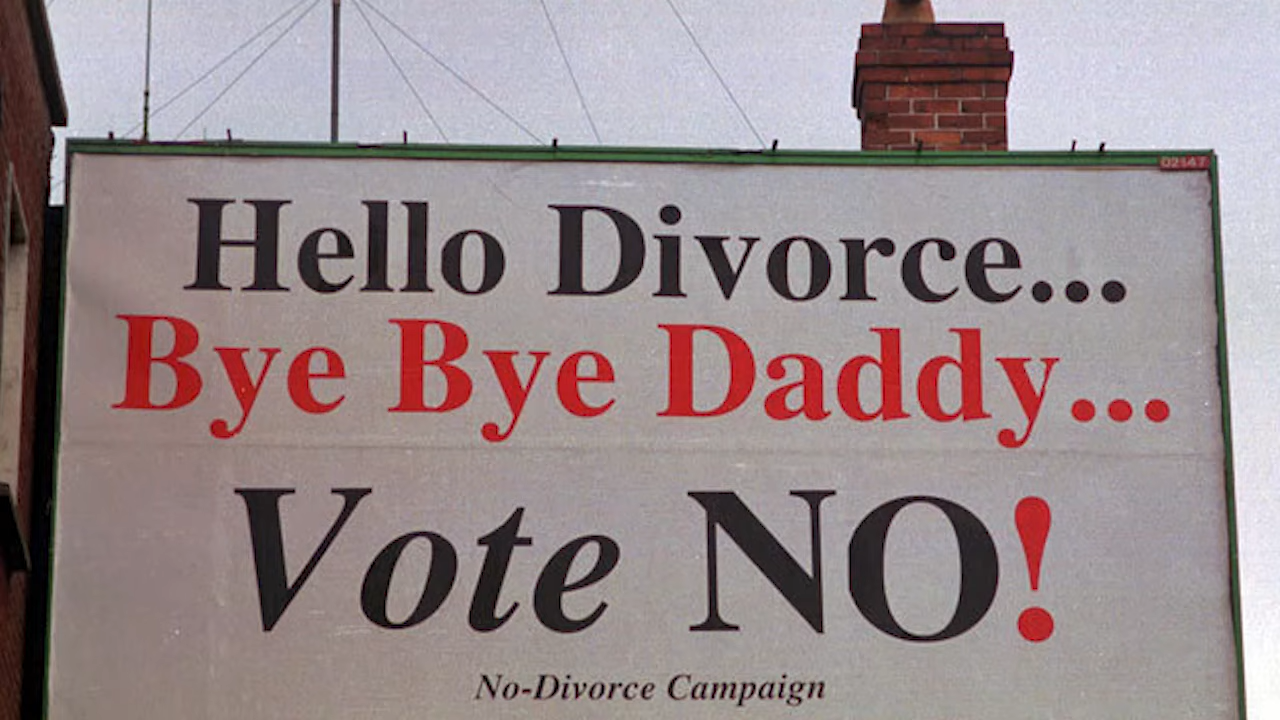 02147
Hello Divorce...
Bye Bye Daddy...
Vote NO!
No-Divorce Campaign